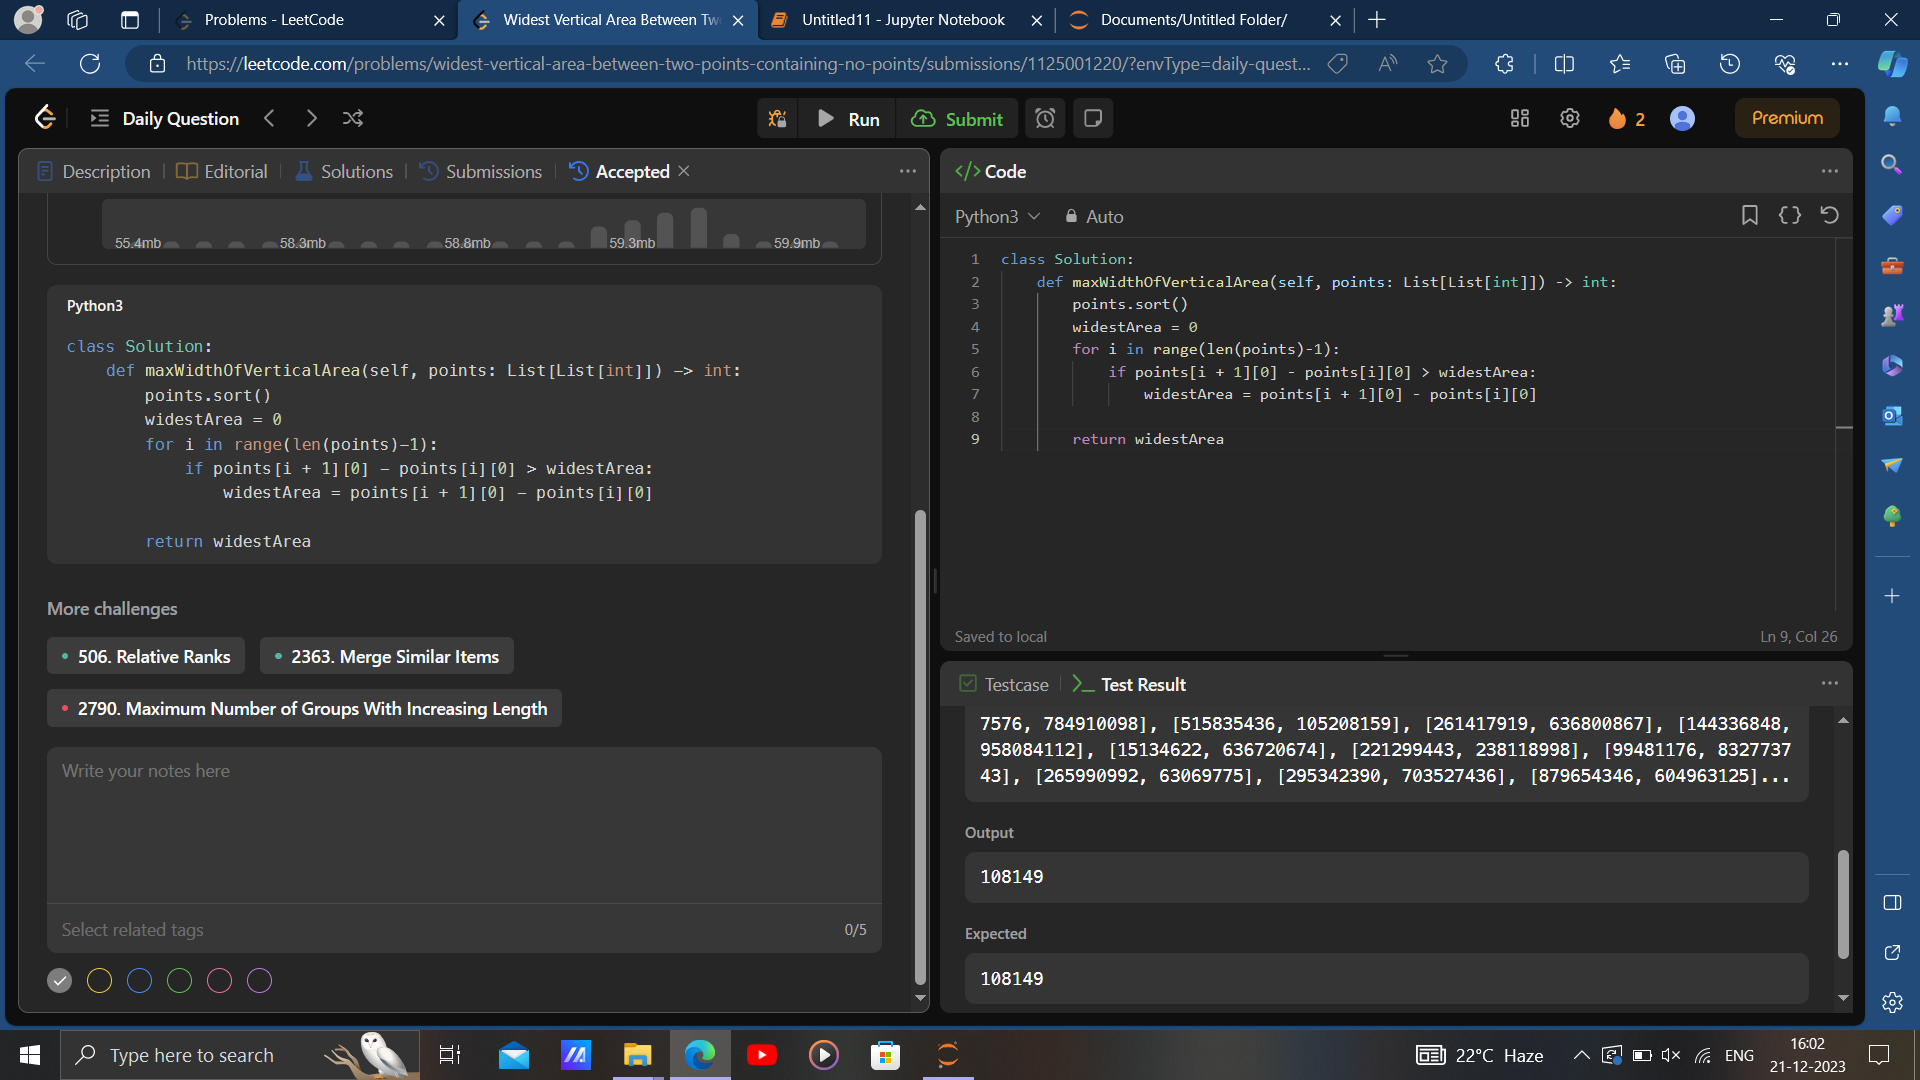 Problems - LeetCode
Widest Vertical Area Between Tw
Untitled11 - Jupyter Notebook
Documents/Untitled Folder/
https://leetcode.com/problems/widest-vertical-area-between-two-points-containing-no-points/submissions/1125001220/?envType=daily-quest...
Daily Question
Run
Submit
2
Premium
Description
Editorial
Solutions
Submissions
Accepted
55.4mb
58.3mb
58.8mb
59.3mb
59.9mb
Python3
class Solution:
    def maxWidthOfVerticalArea(self, points: List[List[int]]) -> int:
        points.sort()
        widestArea = 0
        for i in range(len(points)-1):
            if points[i + 1][0] - points[i][0] > widestArea:
                widestArea = points[i + 1][0] - points[i][0]
        return widestArea
More challenges
506. Relative Ranks
2363. Merge Similar Items
2790. Maximum Number of Groups With Increasing Length
Write your notes here
Select related tags
0/5
</> Code
Python3
Auto
1 class Solution:
2     def maxWidthOfVerticalArea(self, points: List[List[int]]) -> int:
3         points.sort()
4         widestArea = 0
5         for i in range(len(points)-1):
6             if points[i + 1][0] - points[i][0] > widestArea:
7                 widestArea = points[i + 1][0] - points[i][0]
8
9         return widestArea
Saved to local
Ln 9, Col 26
Testcase
Test Result
7576, 784910098], [515835436, 105208159], [261417919, 636800867], [144336848,
958084112], [15134622, 636720674], [221299443, 238118998], [99481176, 8327737
43], [265990992, 63069775], [295342390, 703527436], [879654346, 604963125]...
Output
108149
Expected
108149
Type here to search
22°C Haze
ENG
16:02
21-12-2023